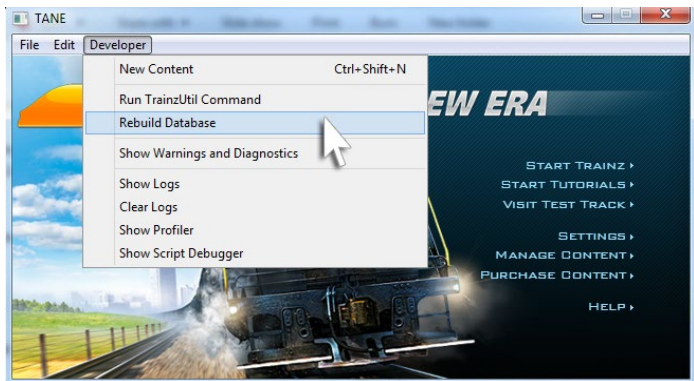 TANE
File Edit Developer
New Content Ctrl+Shift+N
Run TrainzUtil Command
Rebuild Database
Show Warnings and Diagnostics
Show Logs
Clear Logs
Show Profiler
Show Script Debugger
EW ERA
START TRAINZ
START TUTORIALS
VISIT TEST TRACK
SETTINGS
MANAGE CONTENT
PURCHASE CONTENT
HELP